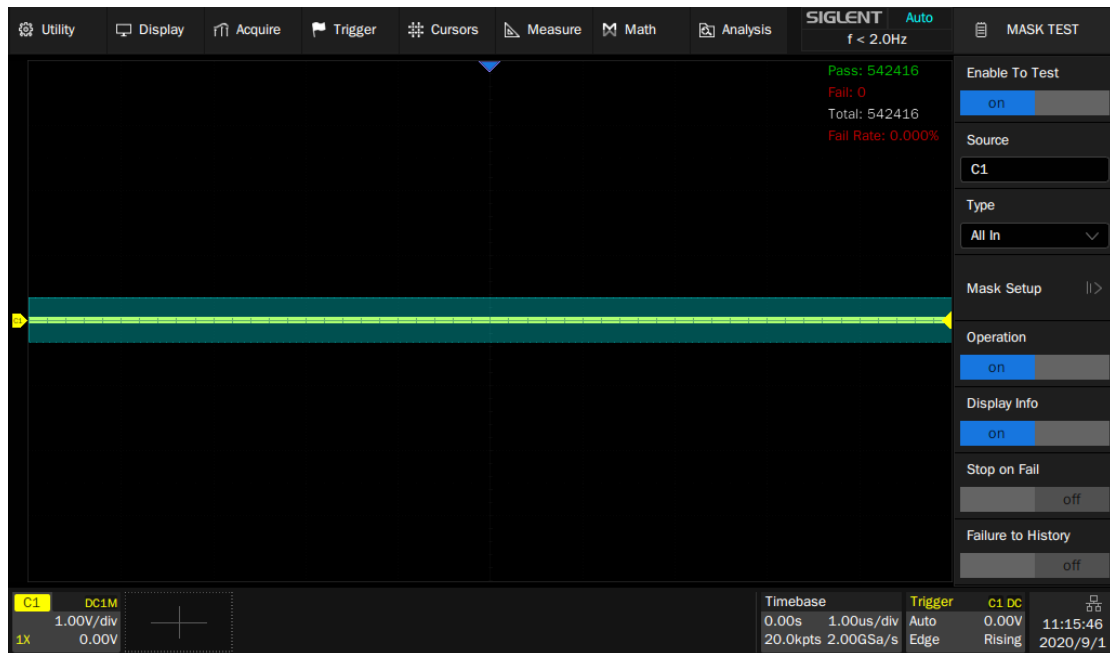 Utility Display Acquire Trigger Cursors Measure Math Analysis SIGLENT Auto MASK TEST
f < 2.0Hz
Pass: 542416
Fail: 0
Total: 542416
Fail Rate: 0.000%
Enable To Test
on
Source
C1
Type
All In
Mask Setup
Operation
on
Display Info
on
Stop on Fail
off
Failure to History
off
C1
C1 DC1M
1.00V/div
1X 0.00V
Timebase
0.00s 1.00us/div
20.0kpts 2.00GSa/s
Trigger C1 DC
Auto 0.00V
Edge Rising
11:15:46
2020/9/1